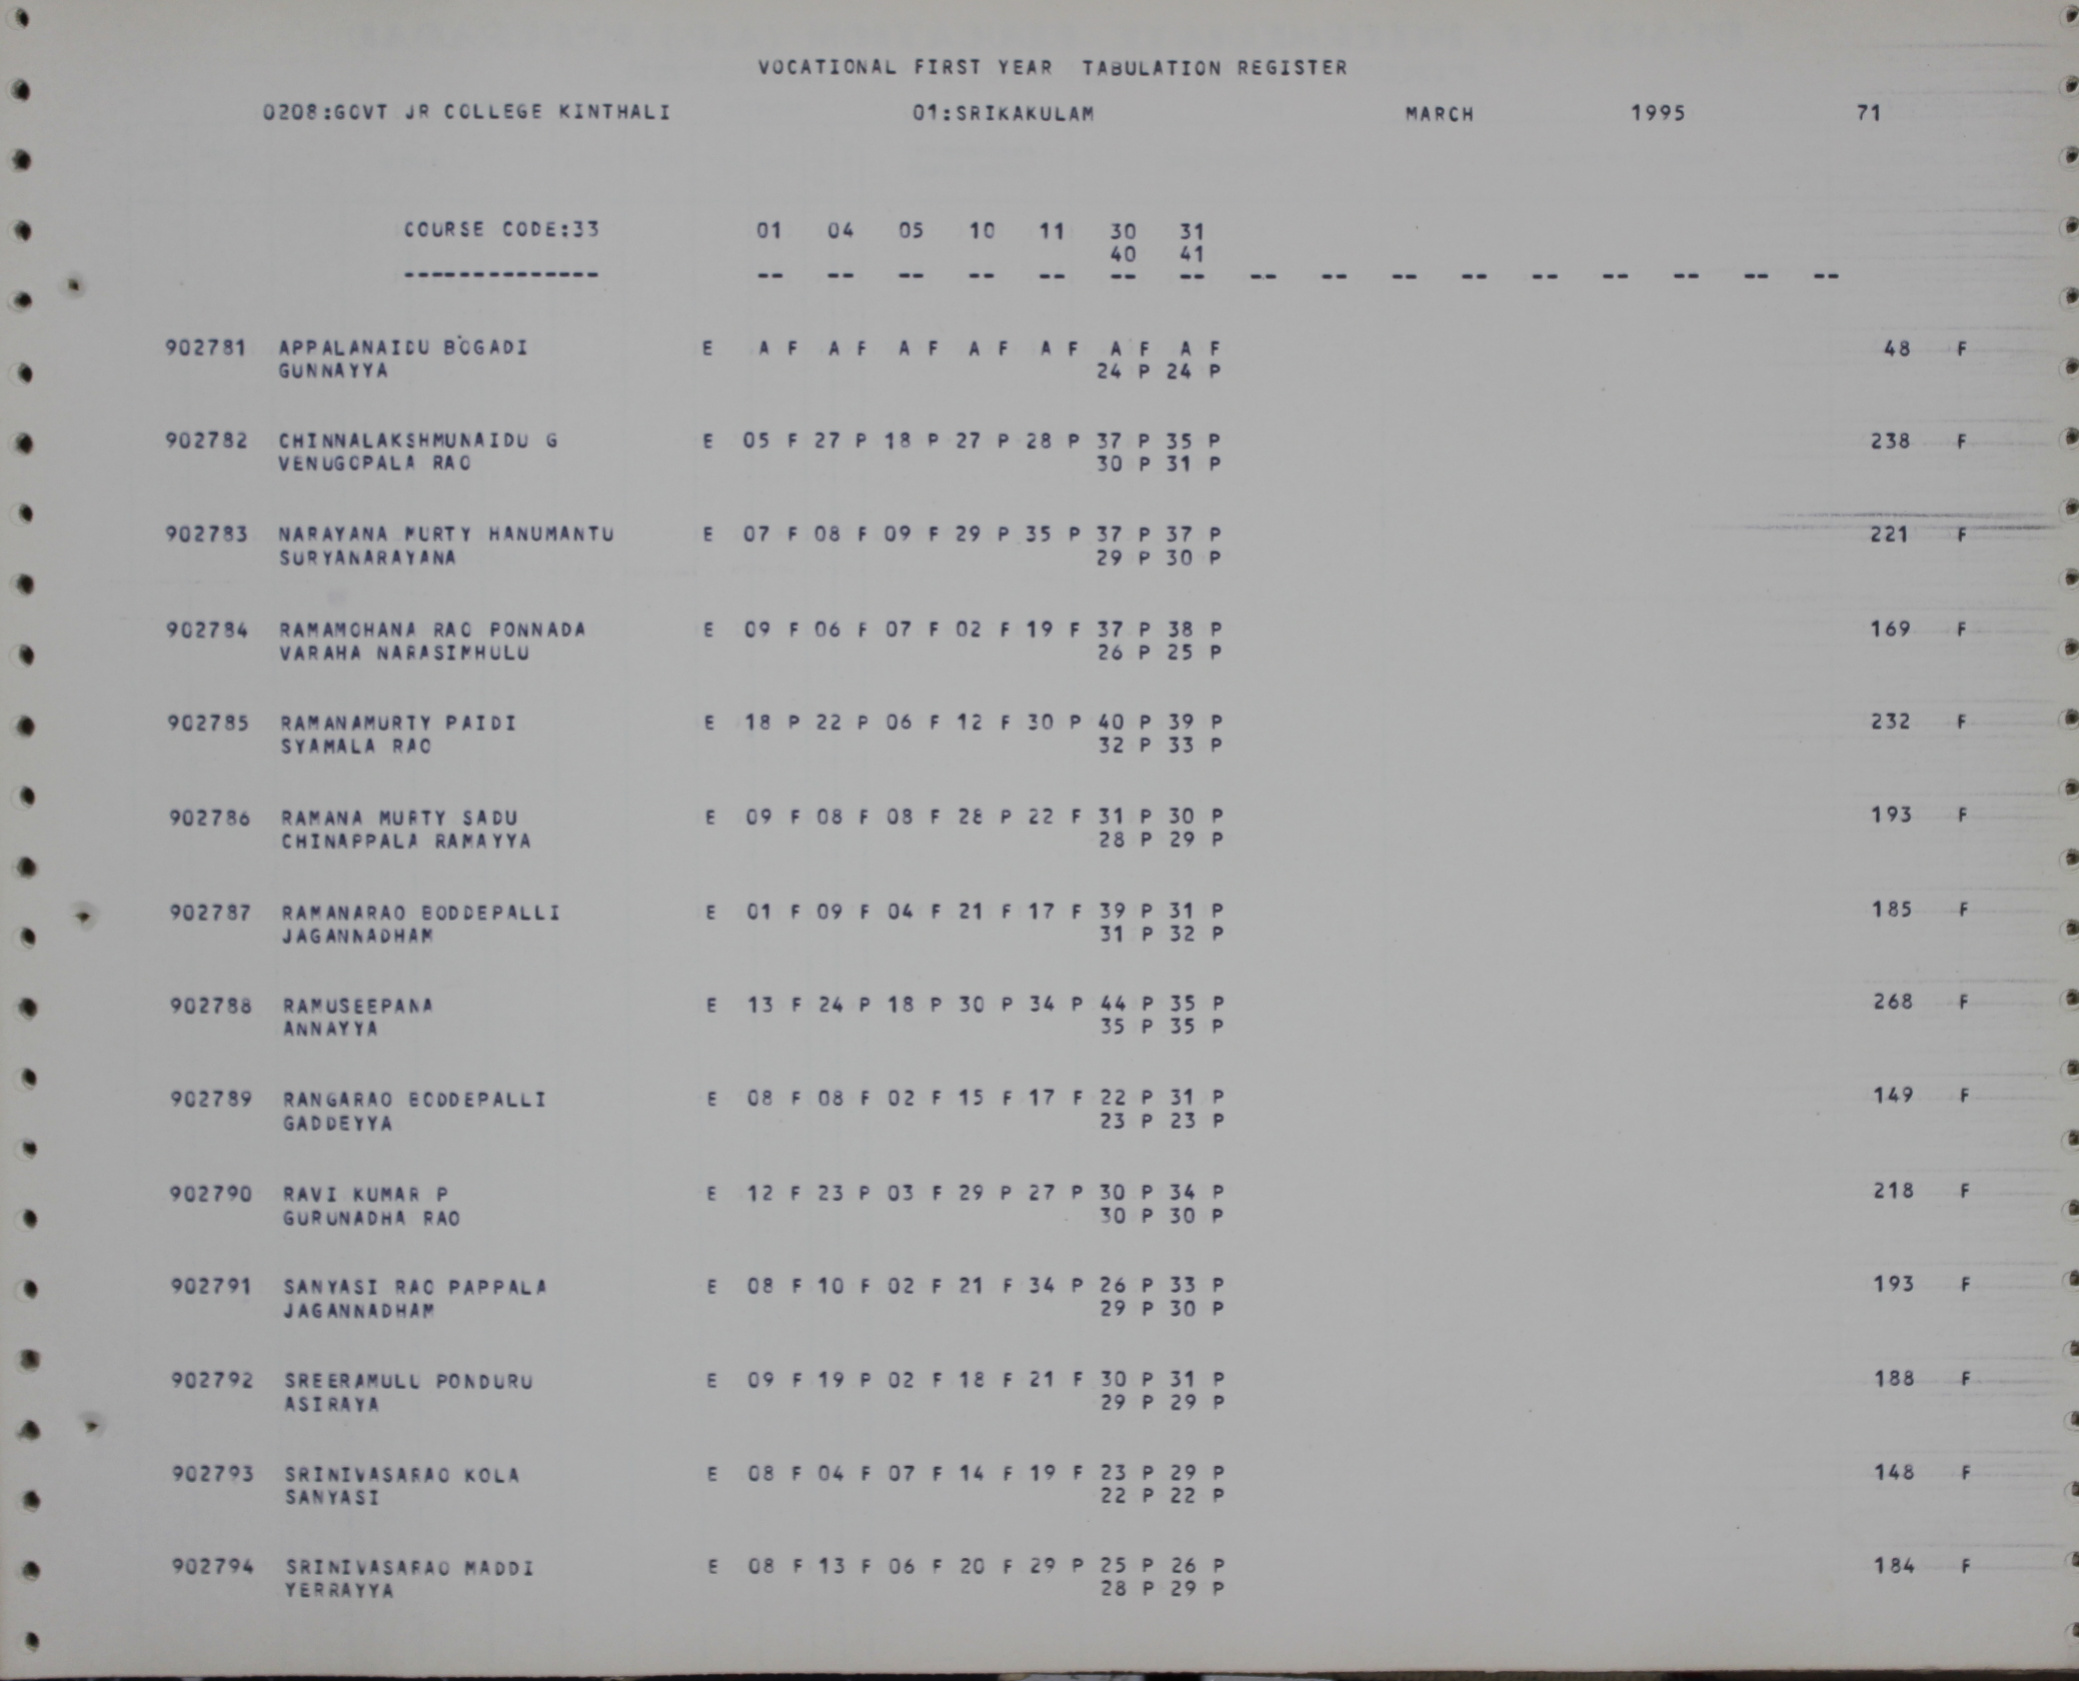 VOCATIONAL FIRST YEAR TABULATION REGISTER
0208:GOVT JR COLLEGE KINTHALI 01:SRIKAKULAM MARCH 1995 71
COURSE CODE:33 01 04 05 10 11 30 31
40 41
-------------- -- -- -- -- -- -- -- -- -- -- -- -- -- -- -- --
902781 APPALANAIDU BOGADI E A F A F A F A F A F A F A F 48 F
GUNNAYYA 24 P 24 P
902782 CHINNALAKSHMUNAIDU G E 05 F 27 P 18 P 27 P 28 P 37 P 35 P 238 F
VENUGOPALA RAO 30 P 31 P
902783 NARAYANA MURTY HANUMANTU E 07 F 08 F 09 F 29 P 35 P 37 P 37 P 221 F
SURYANARAYANA 29 P 30 P
902784 RAMAMOHANA RAO PONNADA E 09 F 06 F 07 F 02 F 19 F 37 P 38 P 169 F
VARAHA NARASIMHULU 26 P 25 P
902785 RAMANAMURTY PAIDI E 18 P 22 P 06 F 12 F 30 P 40 P 39 P 232 F
SYAMALA RAO 32 P 33 P
902786 RAMANA MURTY SADU E 09 F 08 F 08 F 28 P 22 F 31 P 30 P 193 F
CHINAPPALA RAMAYYA 28 P 29 P
902787 RAMANARAO BODDEPALLI E 01 F 09 F 04 F 21 F 17 F 39 P 31 P 185 F
JAGANNADHAM 31 P 32 P
902788 RAMUSEEPANA E 13 F 24 P 18 P 30 P 34 P 44 P 35 P 268 F
ANNAYYA 35 P 35 P
902789 RANGARAO BODDEPALLI E 08 F 08 F 02 F 15 F 17 F 22 P 31 P 149 F
GADDEYYA 23 P 23 P
902790 RAVI KUMAR P E 12 F 23 P 03 F 29 P 27 P 30 P 34 P 218 F
GURUNADHA RAO 30 P 30 P
902791 SANYASI RAO PAPPALA E 08 F 10 F 02 F 21 F 34 P 26 P 33 P 193 F
JAGANNADHAM 29 P 30 P
902792 SREERAMULU PONDURU E 09 F 19 P 02 F 18 F 21 F 30 P 31 P 188 F
ASIRAYA 29 P 29 P
902793 SRINIVASARAO KOLA E 08 F 04 F 07 F 14 F 19 F 23 P 29 P 148 F
SANYASI 22 P 22 P
902794 SRINIVASARAO MADDI E 08 F 13 F 06 F 20 F 29 P 25 P 26 P 184 F
YERRAYYA 28 P 29 P